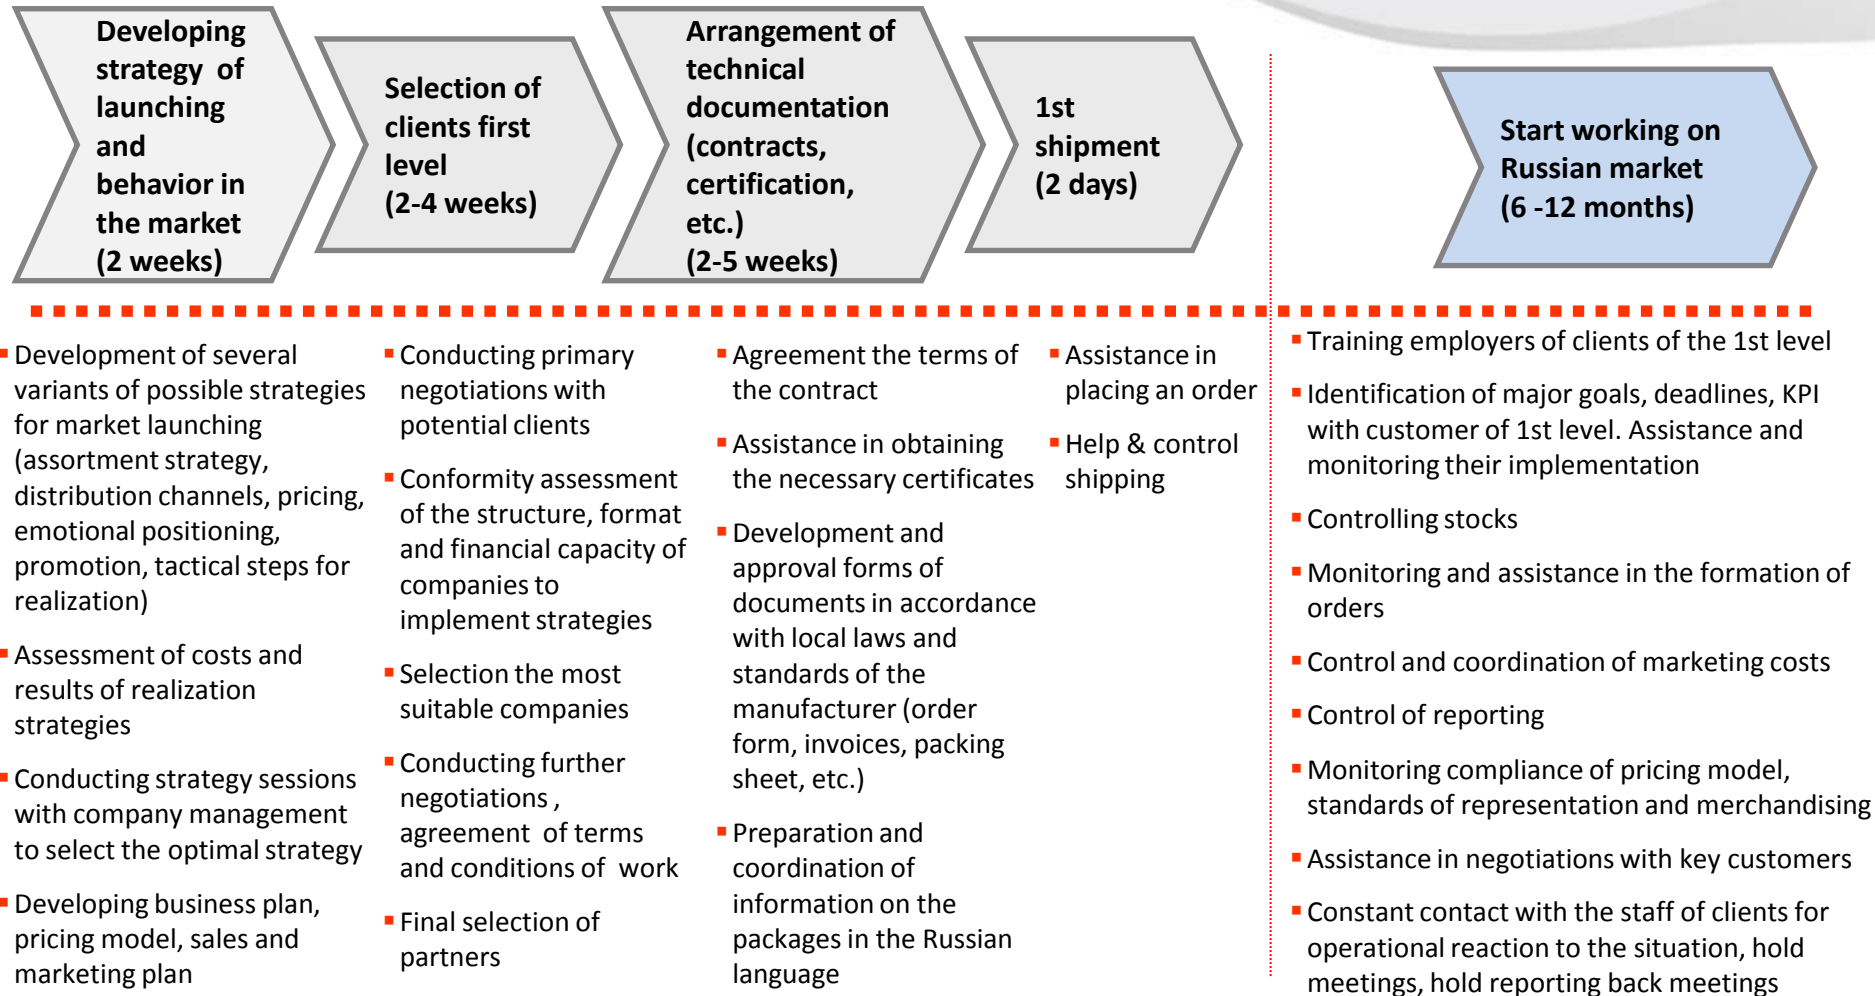 Developing
strategy of
launching
and
behavior in
the market
(2 weeks)
Selection of
clients first
level
(2-4 weeks)
Arrangement of
technical
documentation
(contracts,
certification,
etc.)
(2-5 weeks)
1st
shipment
(2 days)
Start working on
Russian market
(6 -12 months)
Development of several
variants of possible strategies
for market launching
(assortment strategy,
distribution channels, pricing,
emotional positioning,
promotion, tactical steps for
realization)
Assessment of costs and
results of realization
strategies
Conducting strategy sessions
with company management
to select the optimal strategy
Developing business plan,
pricing model, sales and
marketing plan
Conducting primary
negotiations with
potential clients
Conformity assessment
of the structure, format
and financial capacity of
companies to
implement strategies
Selection the most
suitable companies
Conducting further
negotiations ,
agreement of terms
and conditions of work
Final selection of
partners
Agreement the terms of
the contract
Assistance in obtaining
the necessary certificates
Development and
approval forms of
documents in accordance
with local laws and
standards of the
manufacturer (order
form, invoices, packing
sheet, etc.)
Preparation and
coordination of
information on the
packages in the Russian
language
Assistance in
placing an order
Help & control
shipping
Training employers of clients of the 1st level
Identification of major goals, deadlines, KPI
with customer of 1st level. Assistance and
monitoring their implementation
Controlling stocks
Monitoring and assistance in the formation of
orders
Control and coordination of marketing costs
Control of reporting
Monitoring compliance of pricing model,
standards of representation and merchandising
Assistance in negotiations with key customers
Constant contact with the staff of clients for
operational reaction to the situation, hold
meetings, hold reporting back meetings